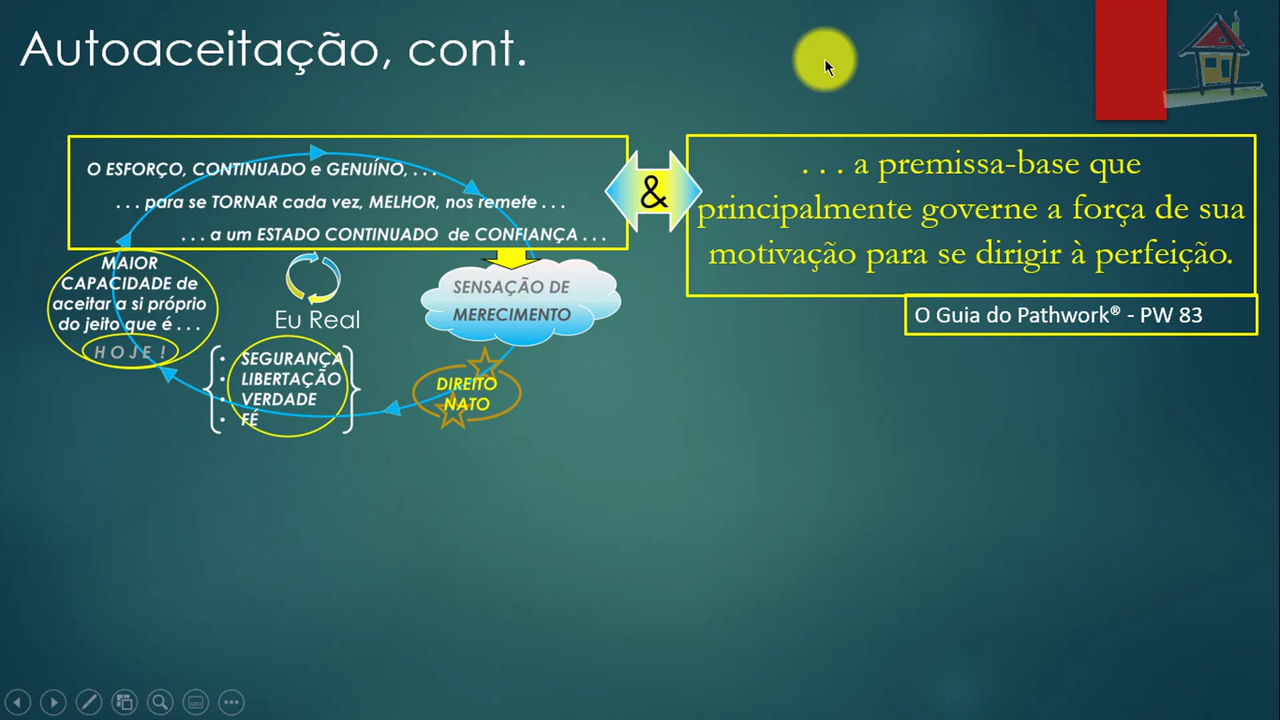 Autoaceitação, cont.
O ESFORÇO, CONTINUADO e GENUÍNO, . . .
. . . para se TORNAR cada vez, MELHOR, nos remete . . .
. . . a um ESTADO CONTINUADO de CONFIANÇA . . .
&
. . . a premissa-base que
principalmente governe a força de sua
motivação para se dirigir à perfeição.
O Guia do Pathwork® - PW 83
MAIOR
CAPACIDADE de
aceitar a si próprio
do jeito que é . . .
H O J E !
Eu Real
SENSAÇÃO DE
MERECIMENTO
• SEGURANÇA
• LIBERTAÇÃO
• VERDADE
• FÉ
DIREITO
NATO